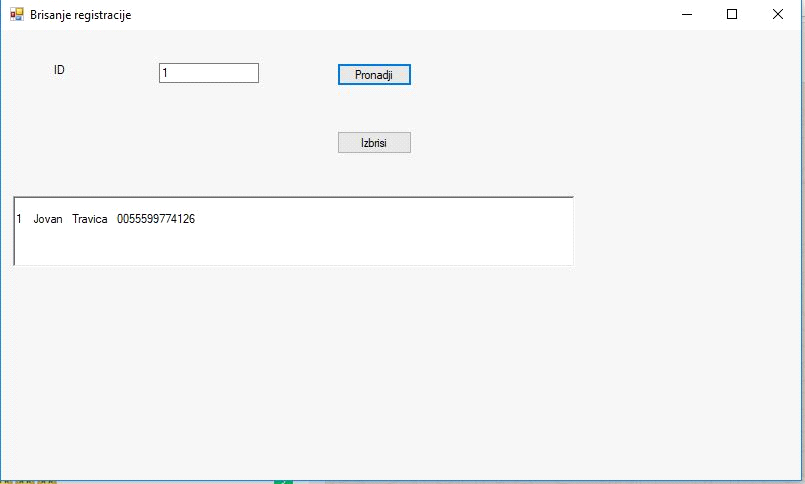 Brisanje registracije
ID 1 Pronadji
Izbrisi
1 Jovan Travica 0055599774126